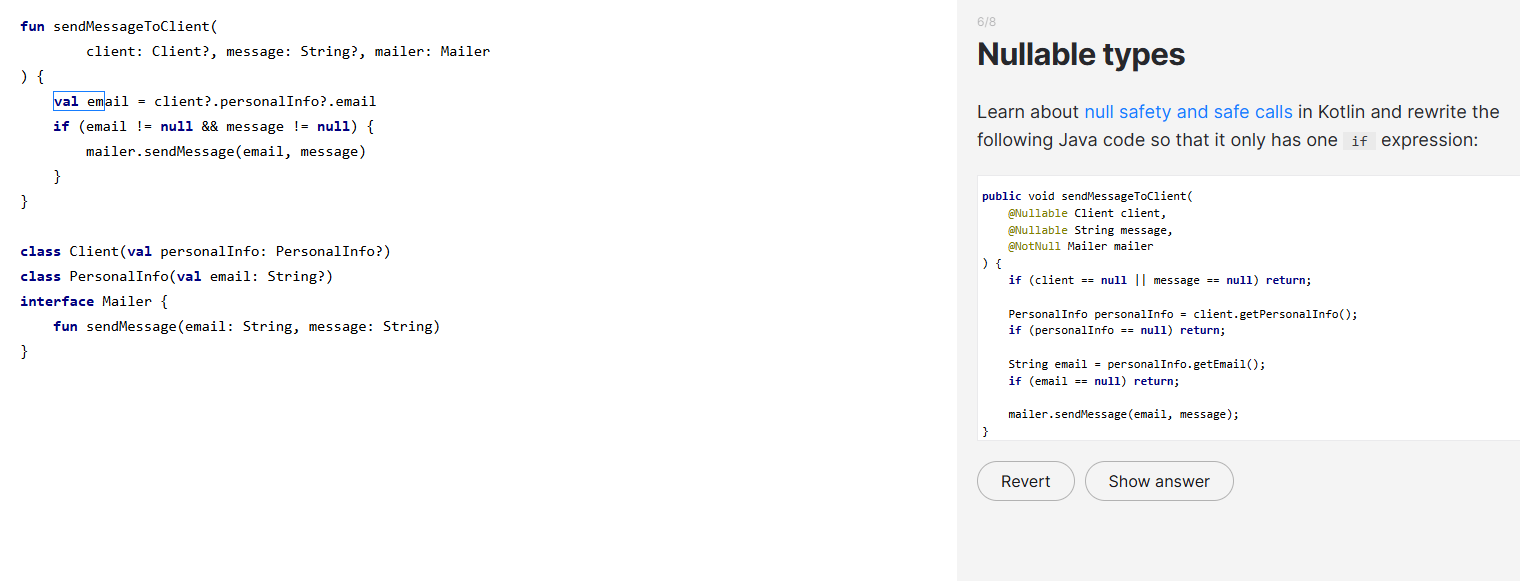 fun sendMessageToClient(
        client: Client?, message: String?, mailer: Mailer
) {
    val email = client?.personalInfo?.email
    if (email != null && message != null) {
        mailer.sendMessage(email, message)
    }
}

class Client(val personalInfo: PersonalInfo?)
class PersonalInfo(val email: String?)
interface Mailer {
    fun sendMessage(email: String, message: String)
}
6/8
Nullable types
Learn about null safety and safe calls in Kotlin and rewrite the
following Java code so that it only has one if expression:
public void sendMessageToClient(
    @Nullable Client client,
    @Nullable String message,
    @NotNull Mailer mailer
) {
    if (client == null || message == null) return;

    PersonalInfo personalInfo = client.getPersonalInfo();
    if (personalInfo == null) return;

    String email = personalInfo.getEmail();
    if (email == null) return;

    mailer.sendMessage(email, message);
}
Revert
Show answer